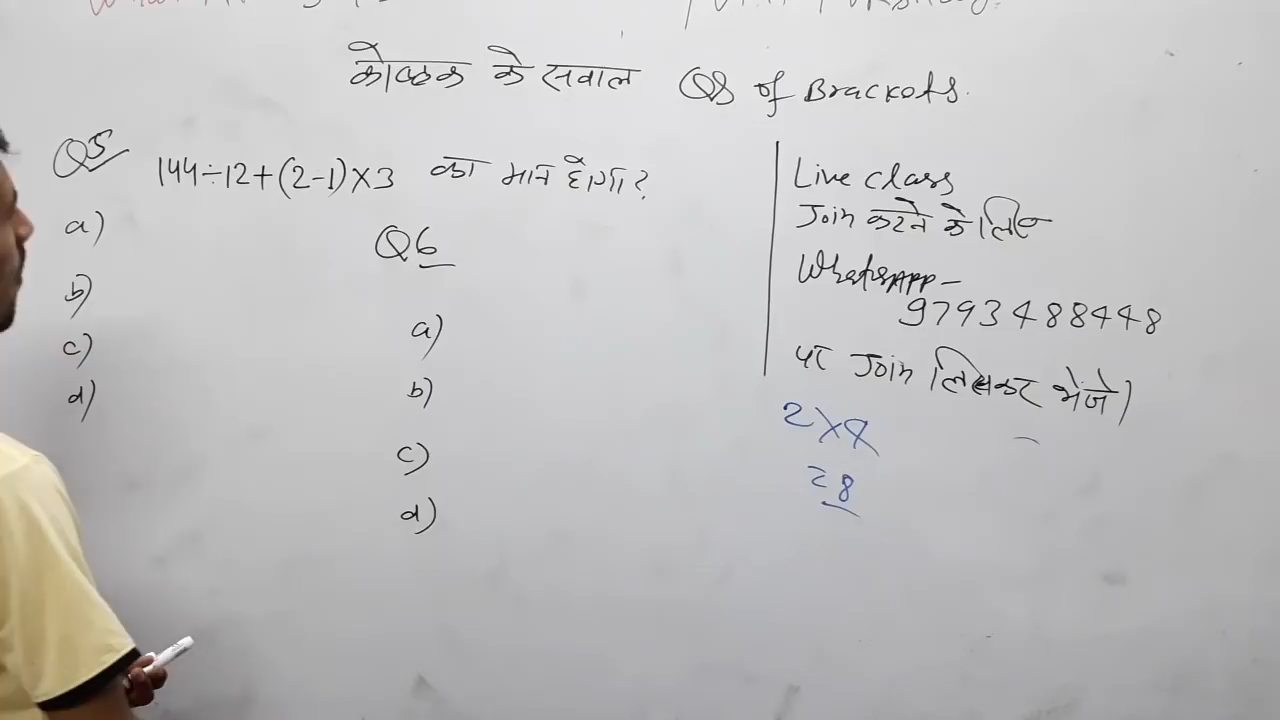 कोष्ठक के सवाल Qs of Brackets.
Q5 144÷12+(2-1)×3 का मान होगा?
a)
b)
c)
d)
Q6
a)
b)
c)
d)
Live class
Join करने के लिए
WhatsApp-
9793488448
पर Join लिखकर भेजे।
2×4
=8